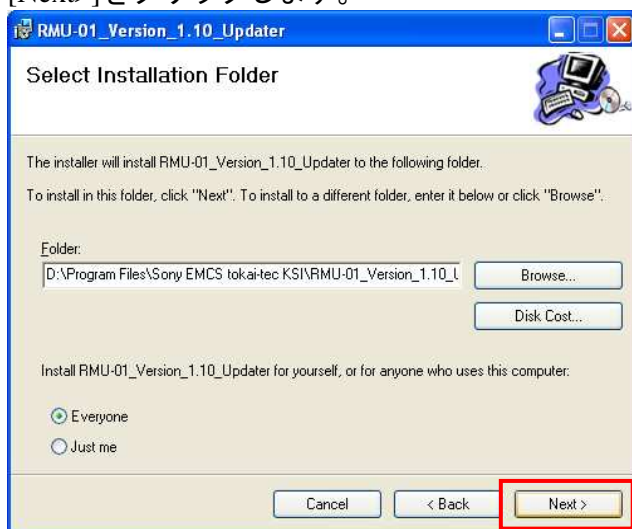 [Next> ]をクリックします。
RMU-01_Version_1.10_Updater
Select Installation Folder
The installer will install RMU-01_Version_1.10_Updater to the following folder.
To install in this folder, click "Next". To install to a different folder, enter it below or click "Browse".
Folder:
D:\Program Files\Sony EMCS tokai-tec KSI\RMU-01_Version_1.10_U
Browse...
Disk Cost...
Install RMU-01_Version_1.10_Updater for yourself, or for anyone who uses this computer:
Everyone
Just me
Cancel
< Back
Next >